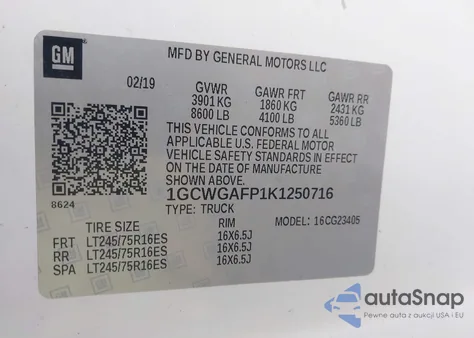 GM
MFD BY GENERAL MOTORS LLC
02/19
GVWR GAWR FRT GAWR RR
3901 KG 1860 KG 2431 KG
8600 LB 4100 LB 5360 LB
THIS VEHICLE CONFORMS TO ALL
APPLICABLE U.S. FEDERAL MOTOR
VEHICLE SAFETY STANDARDS IN EFFECT
ON THE DATE OF MANUFACTURE
SHOWN ABOVE.
1GCWGAFP1K1250716
8624
TYPE: TRUCK
MODEL: 16CG23405
TIRE SIZE RIM
FRT LT245/75R16ES 16X6.5J
RR LT245/75R16ES 16X6.5J
SPA LT245/75R16ES 16X6.5J
autoSnap
Pewne auta z aukcji USA i EU